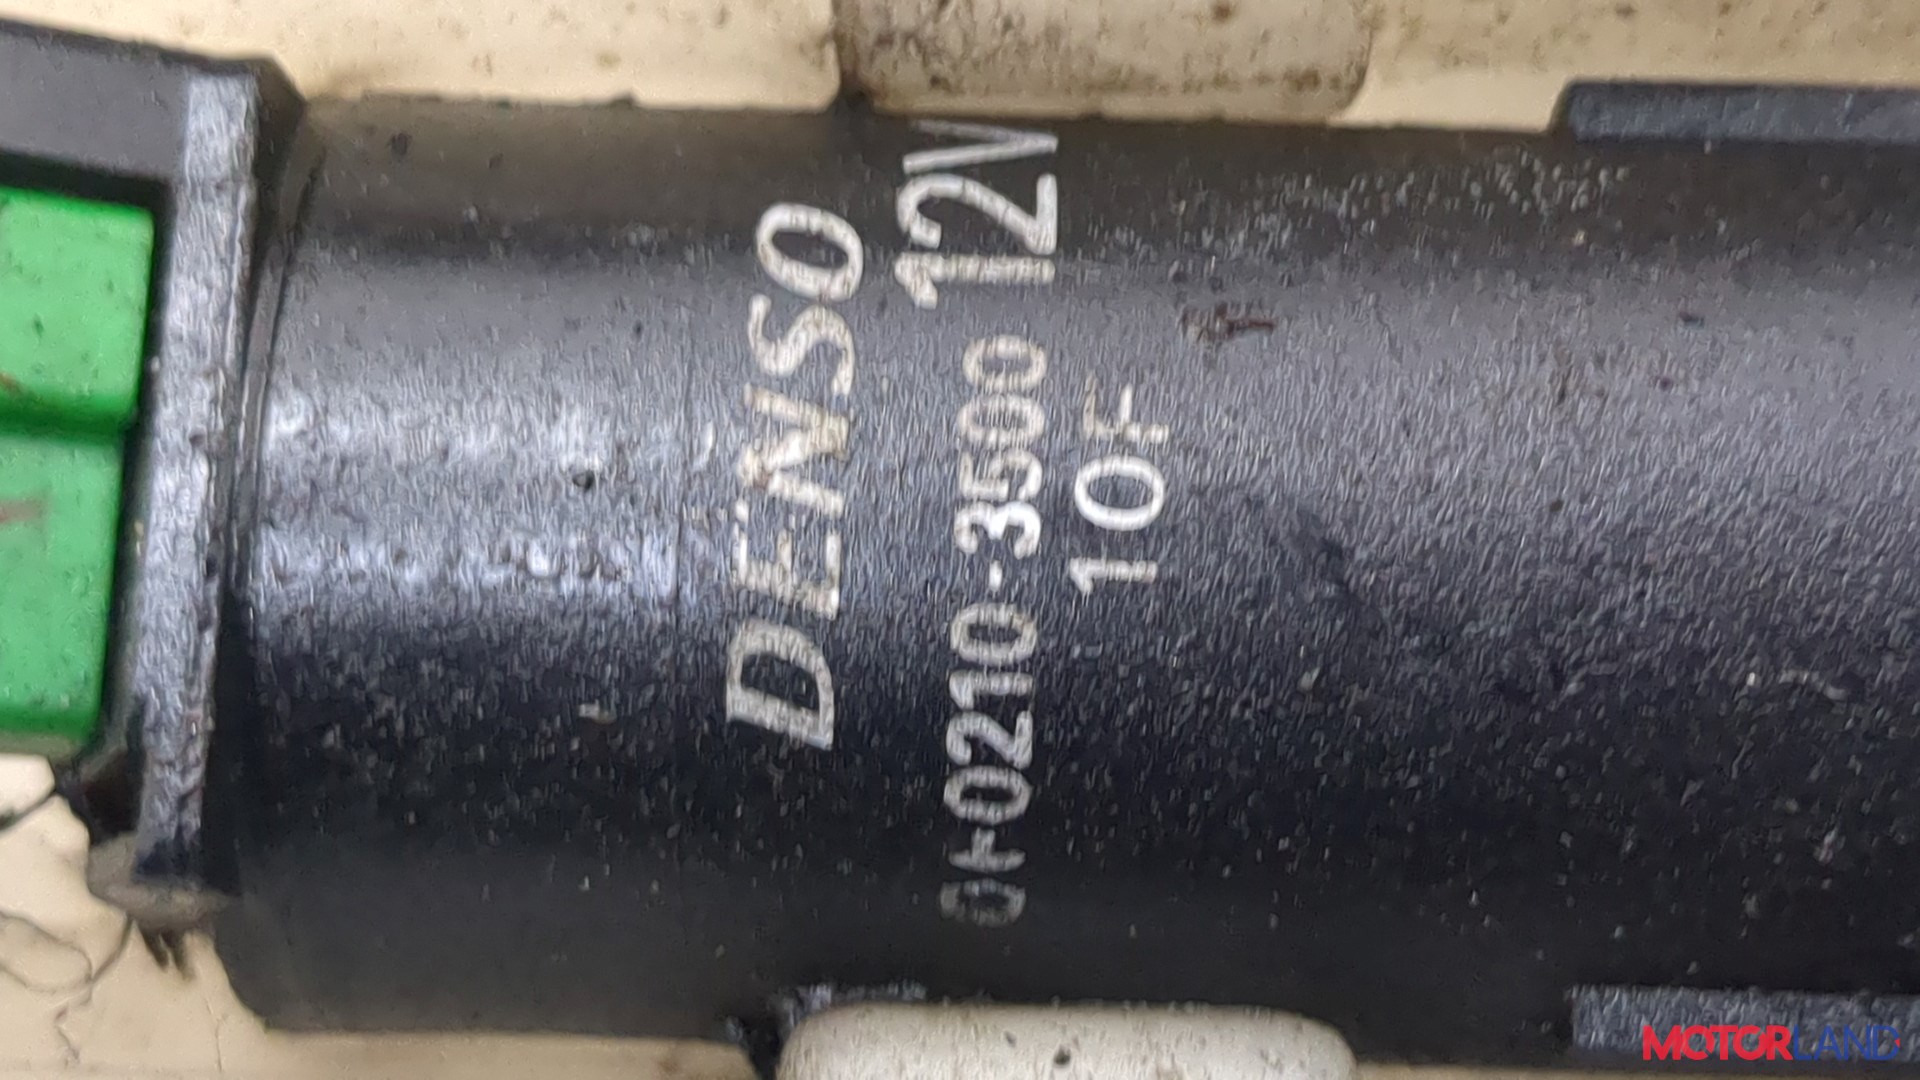 DENSO
060210-3500 12V
10F
MOTORLAND